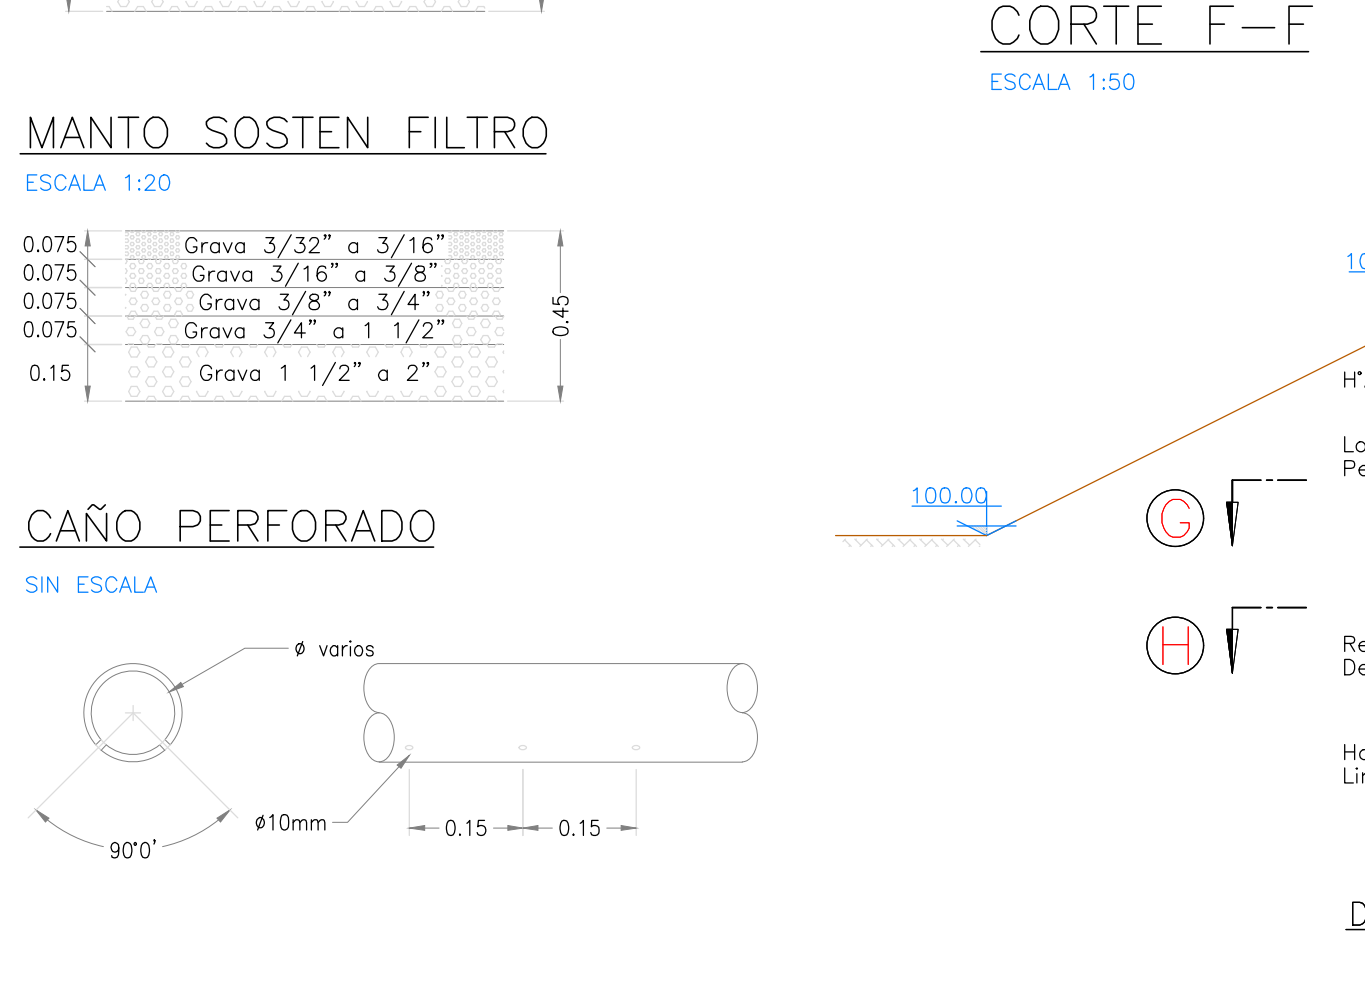 CORTE F-F
ESCALA 1:50
MANTO SOSTEN FILTRO
ESCALA 1:20
0.075 Grava 3/32" a 3/16"
0.075 Grava 3/16" a 3/8"
0.075 Grava 3/8" a 3/4"
0.075 Grava 3/4" a 1 1/2"
0.15 Grava 1 1/2" a 2"
0.45
100.00
G
H
CAÑO PERFORADO
SIN ESCALA
ø varios
ø10mm
0.15 0.15
90°0'